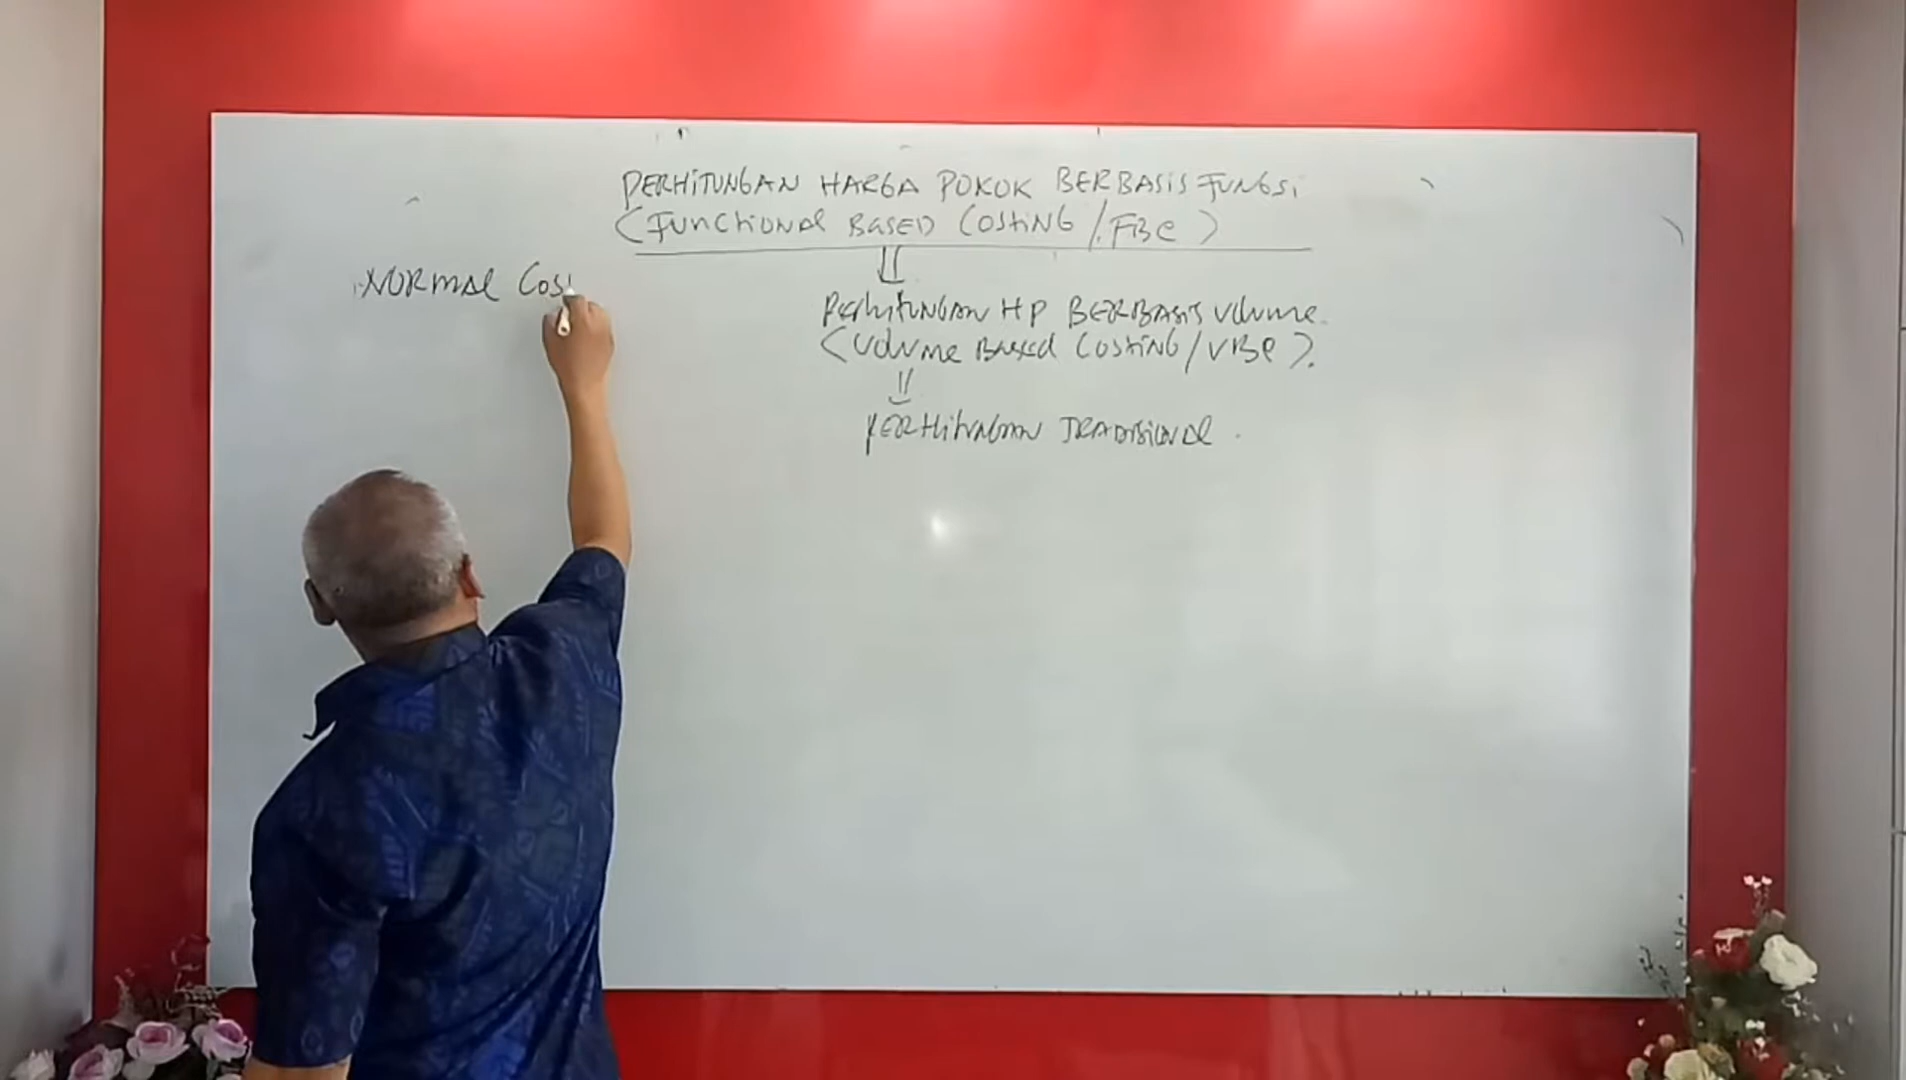 PERHITUNGAN HARGA POKOK BERBASIS FUNGSI
(FUNCTIONAL BASED COSTING / FBC)
NORMAL Cos
PERHITUNGAN HP BERBASIS VOLUME.
(VOLUME BASED COSTING / VBC).
PERHITUNGAN TRADISIONAL.